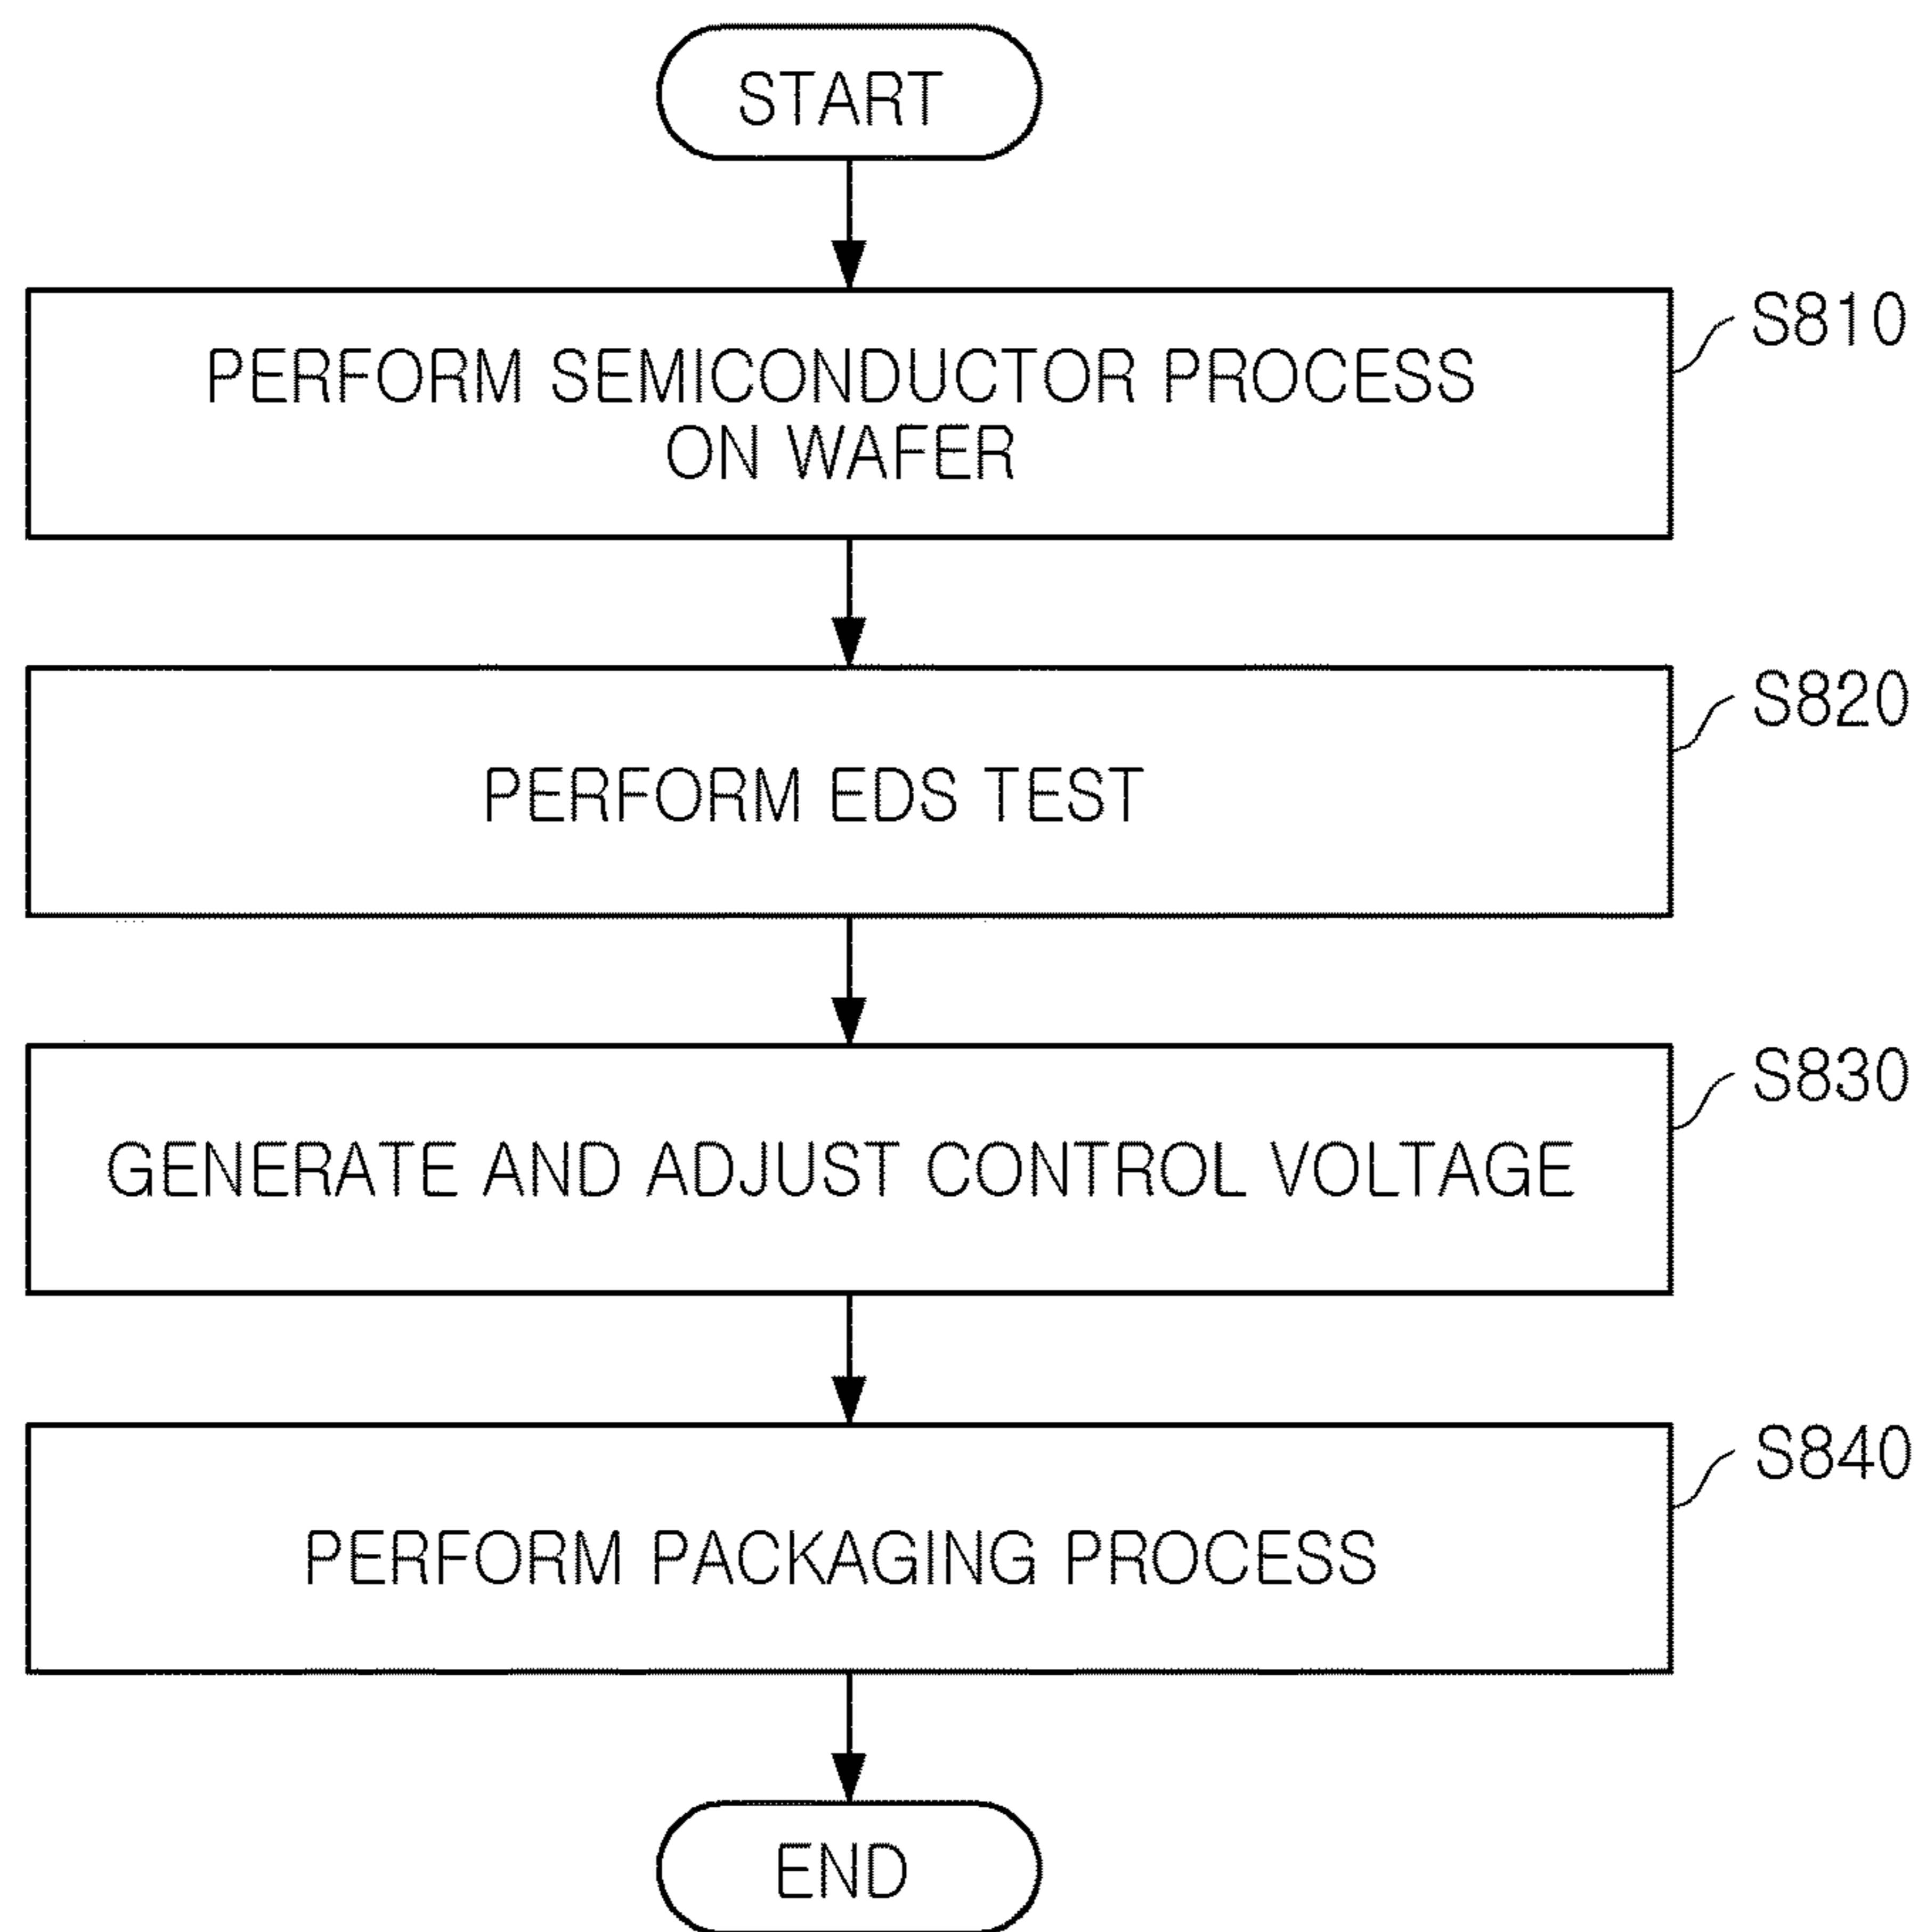 START
PERFORM SEMICONDUCTOR PROCESS
ON WAFER
S810
PERFORM EDS TEST
S820
GENERATE AND ADJUST CONTROL VOLTAGE
S830
PERFORM PACKAGING PROCESS
S840
END